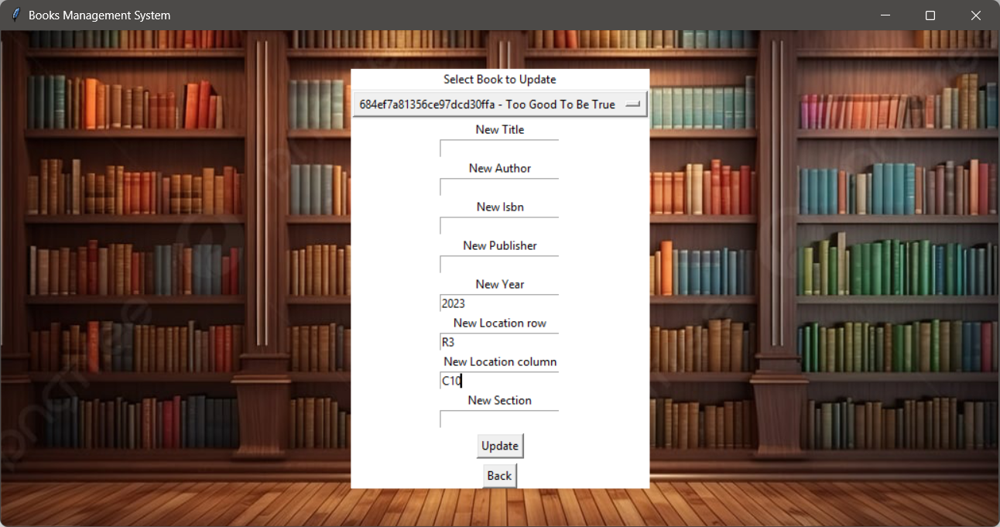 Books Management System
Select Book to Update
684ef7a81356ce97dcd30ffa - Too Good To Be True
New Title
New Author
New Isbn
New Publisher
New Year
2023
New Location row
R3
New Location column
C10
New Section
Update
Back